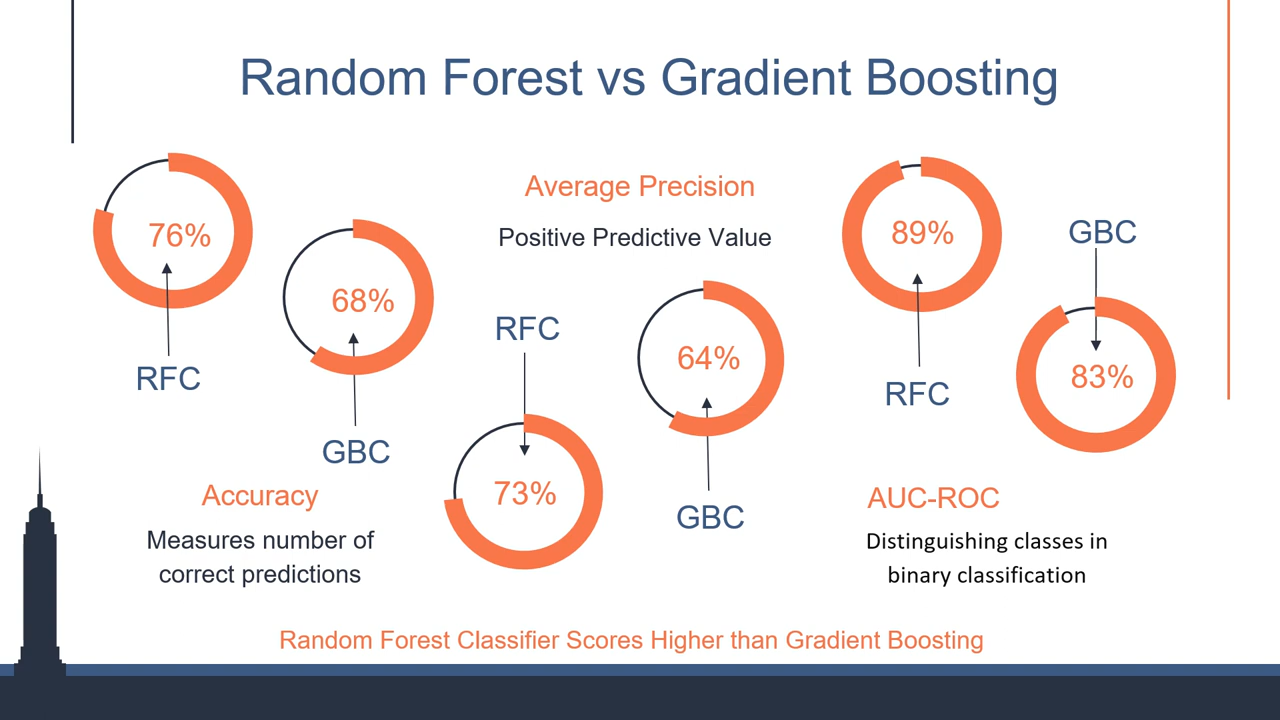 Random Forest vs Gradient Boosting
76%
RFC
68%
GBC
Accuracy
Measures number of
correct predictions
Average Precision
Positive Predictive Value
RFC
73%
64%
GBC
89%
RFC
GBC
83%
AUC-ROC
Distinguishing classes in
binary classification
Random Forest Classifier Scores Higher than Gradient Boosting